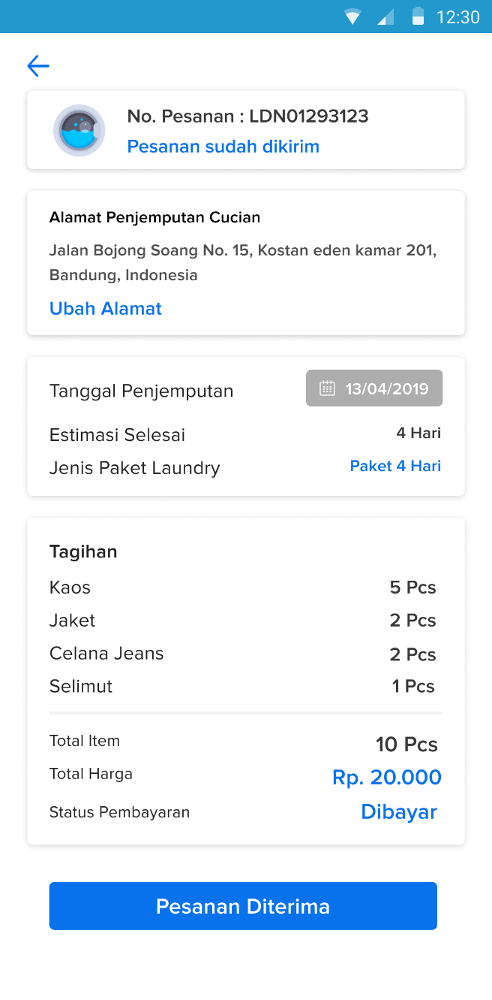 12:30
No. Pesanan : LDN01293123
Pesanan sudah dikirim
Alamat Penjemputan Cucian
Jalan Bojong Soang No. 15, Kostan eden kamar 201,
Bandung, Indonesia
Ubah Alamat
Tanggal Penjemputan 13/04/2019
Estimasi Selesai 4 Hari
Jenis Paket Laundry Paket 4 Hari
Tagihan
Kaos 5 Pcs
Jaket 2 Pcs
Celana Jeans 2 Pcs
Selimut 1 Pcs
Total Item 10 Pcs
Total Harga Rp. 20.000
Status Pembayaran Dibayar
Pesanan Diterima